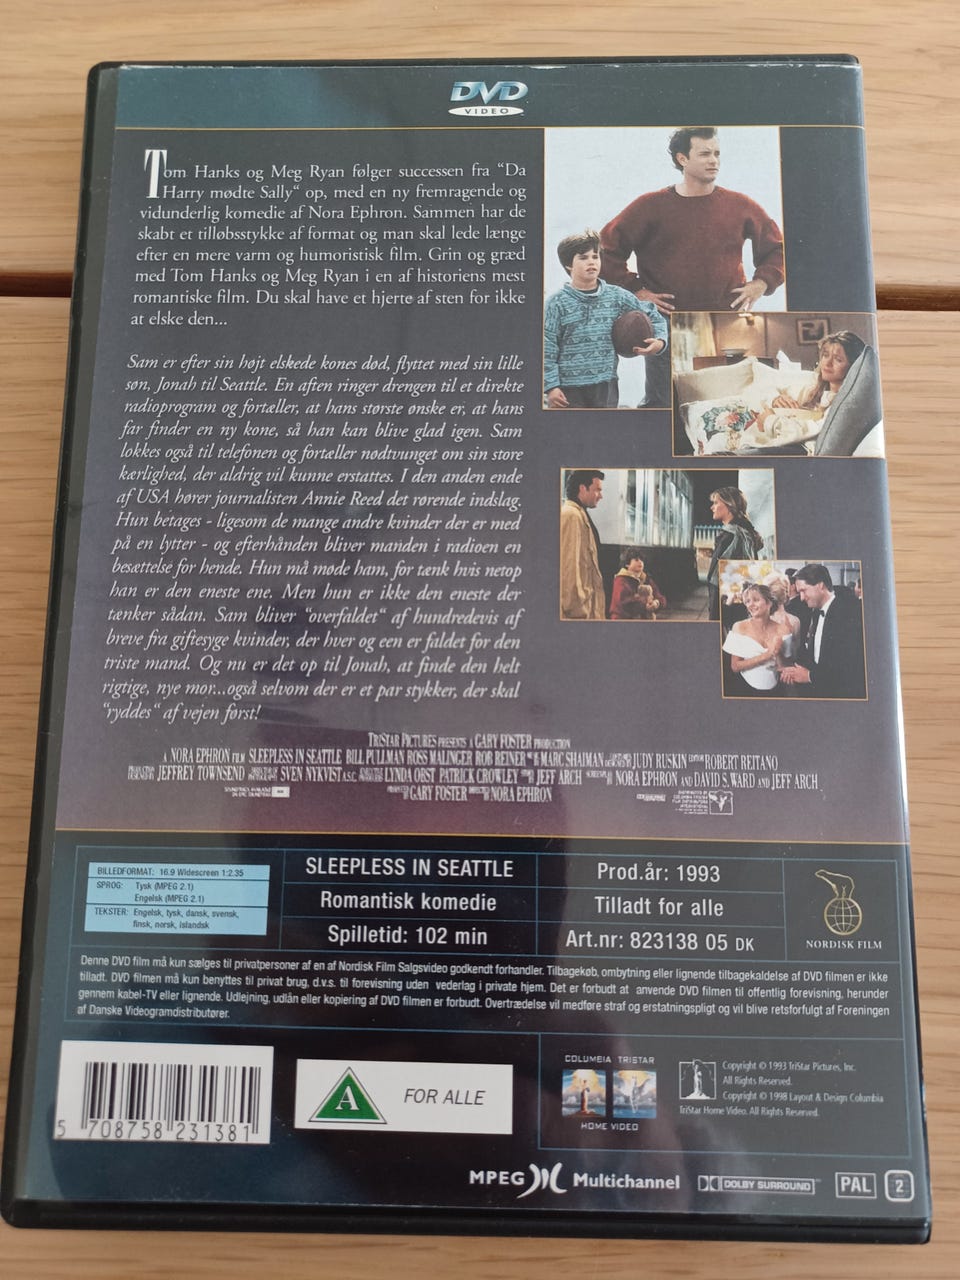 DVD
VIDEO
Tom Hanks og Meg Ryan følger successen fra "Da
Harry mødte Sally" op, med en ny fremragende og
vidunderlig komedie af Nora Ephron. Sammen har de
skabt et tilløbsstykke af format og man skal lede længe
efter en mere varm og humoristisk film. Grin og græd
med Tom Hanks og Meg Ryan i en af historiens mest
romantiske film. Du skal have et hjerte af sten for ikke
at elske den...
Sam er efter sin højt elskede kones død, flyttet med sin lille
søn, Jonah til Seattle. En aften ringer drengen til et direkte
radioprogram og fortæller, at hans største ønske er, at hans
far finder en ny kone, så han kan blive glad igen. Sam
lokkes også til telefonen og fortæller nødtvunget om sin store
kærlighed, der aldrig vil kunne erstattes. I den anden ende
af USA hører journalisten Annie Reed det rørende indslag.
Hun betages - ligesom de mange andre kvinder der er med
på en lytter - og efterhånden bliver manden i radioen en
besættelse for hende. Hun må møde ham, for tænk hvis netop
han er den eneste ene. Men hun er ikke den eneste der
tænker sådan. Sam bliver "overfaldet" af hundredevis af
breve fra giftesyge kvinder, der hver og een er faldet for den
triste mand. Og nu er det op til Jonah, at finde den helt
rigtige, nye mor...også selvom der er et par stykker, der skal
"ryddes" af vejen først!
TRISTAR PICTURES PRESENTS A GARY FOSTER PRODUCTION
A NORA EPHRON FILM SLEEPLESS IN SEATTLE BILL PULLMAN ROSS MALINGER ROB REINER MARC SHAIMAN JUDY RUSKIN ROBERT REITANO
PRODUCTION DESIGNED BY JEFFREY TOWNSEND SVEN NYKVIST A.S.C. LYNDA OBST PATRICK CROWLEY JEFF ARCH NORA EPHRON AND DAVID S. WARD AND JEFF ARCH
PRODUCED BY GARY FOSTER DIRECTED BY NORA EPHRON
BILLEDFORMAT: 16.9 Widescreen 1:2.35
SPROG: Tysk (MPEG 2.1)
Engelsk (MPEG 2.1)
TEKSTER: Engelsk, tysk, dansk, svensk,
finsk, norsk, islandsk
SLEEPLESS IN SEATTLE
Romantisk komedie
Spilletid: 102 min
Prod.år: 1993
Tilladt for alle
Art.nr: 823138 05 DK
NORDISK FILM
Denne DVD film må kun sælges til privatpersoner af en af Nordisk Film Salgsvideo godkendt forhandler. Tilbagekøb, ombytning eller lignende tilbagekaldelse af DVD filmen er ikke
tilladt. DVD filmen må kun benyttes til privat brug, d.v.s. til forevisning uden vederlag i private hjem. Det er forbudt at anvende DVD filmen til offentlig forevisning, herunder
gennem kabel-TV eller lignende. Udlejning, udlån eller kopiering af DVD filmen er forbudt. Overtrædelse vil medføre straf og erstatningspligt og vil blive retsforfulgt af Foreningen
af Danske Videogramdistributører.
5 708758 231381
A
FOR ALLE
COLUMBIA TRISTAR
HOME VIDEO
Copyright © 1993 TriStar Pictures, Inc.
All Rights Reserved.
Copyright © 1998 Layout & Design Columbia
TriStar Home Video. All Rights Reserved.
MPEG Multichannel
DOLBY SURROUND
PAL
2